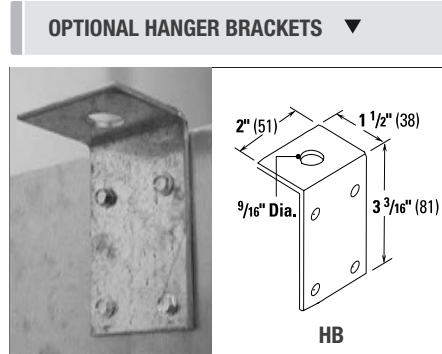 OPTIONAL HANGER BRACKETS ▼
2" (51)
1 1/2" (38)
9/16" Dia.
3 3/16" (81)
HB